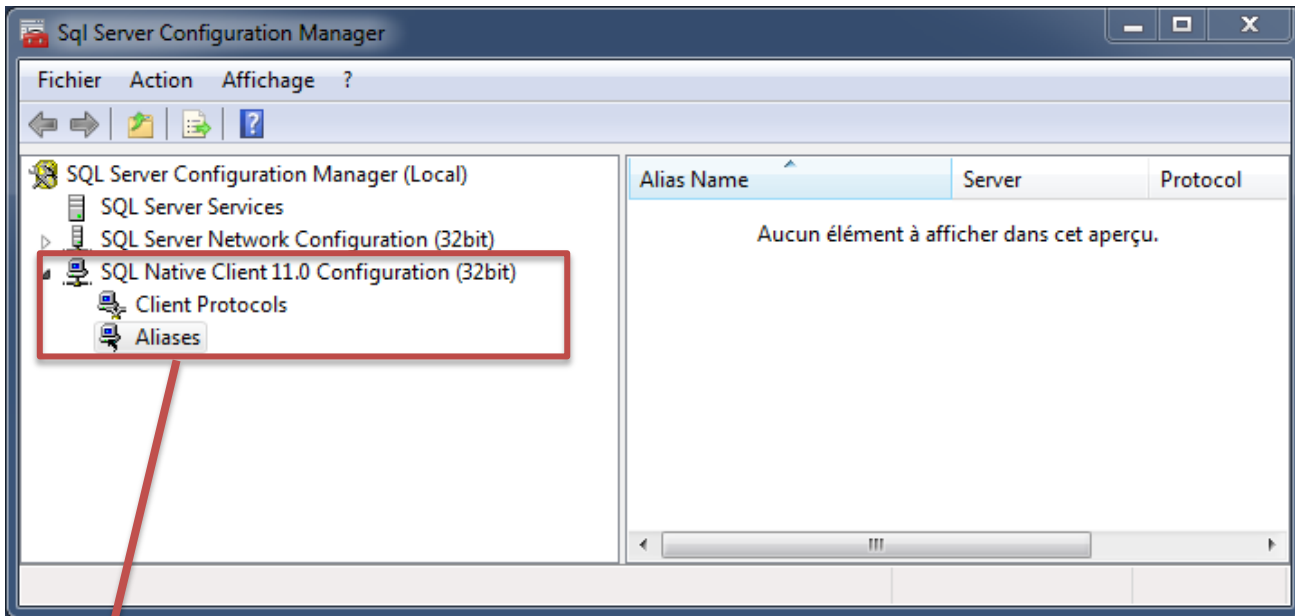 Sql Server Configuration Manager
Fichier Action Affichage ?
SQL Server Configuration Manager (Local)
SQL Server Services
SQL Server Network Configuration (32bit)
SQL Native Client 11.0 Configuration (32bit)
Client Protocols
Aliases
Alias Name Server Protocol
Aucun élément à afficher dans cet aperçu.